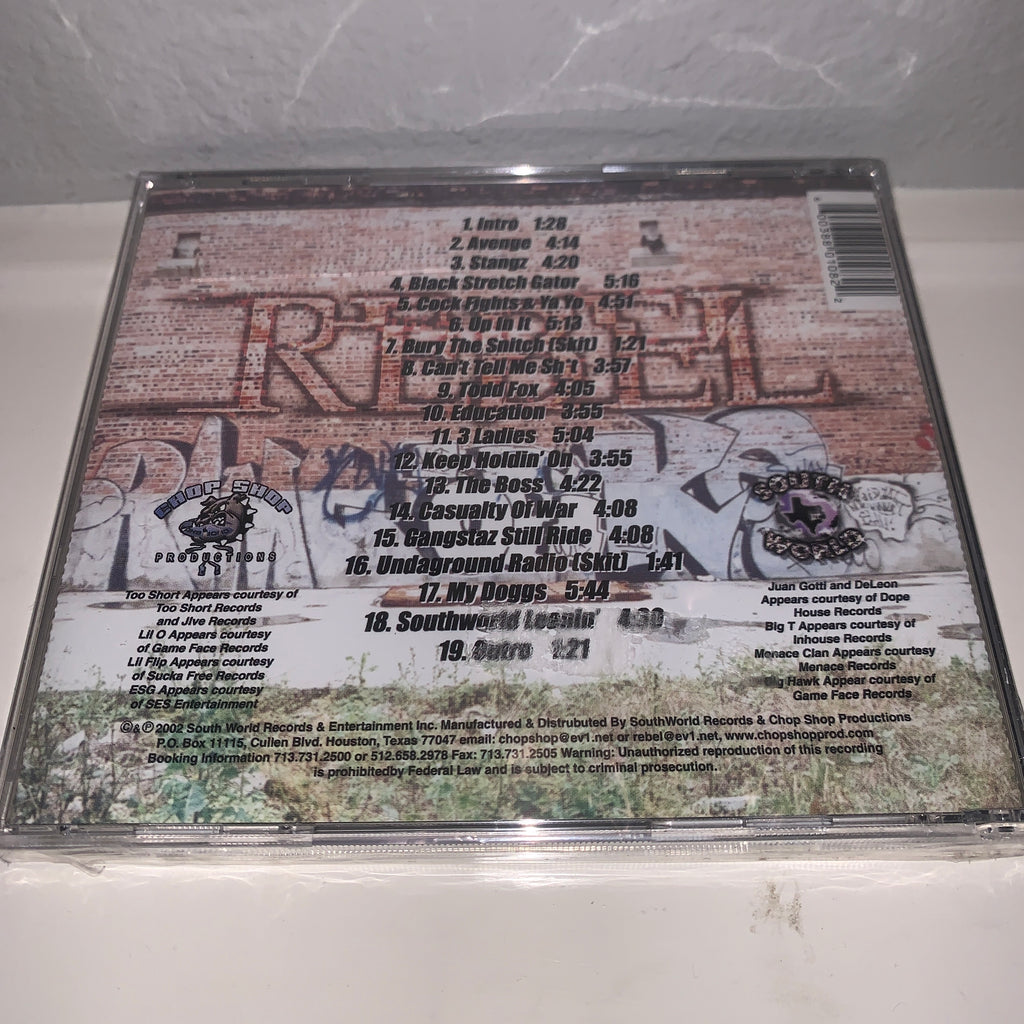 1. Intro 1:28
2. Avenge 4:14
3. Stangz 4:20
4. Black Stretch Gator 5:16
5. Cock Fights & Ya Yo 4:51
6. Up In It 5:13
7. Bury The Snitch (Skit) 1:21
8. Can't Tell Me Sh*t 3:57
9. Todd Fox 4:05
10. Education 3:55
11. 3 Ladies 5:04
12. Keep Holdin' On 3:55
13. The Boss 4:22
14. Casualty Of War 4:08
15. Gangstaz Still Ride 4:08
16. Undaground Radio (Skit) 1:41
17. My Doggs 5:44
18. Southworld 4:30
19. Outro 1:21
REBEL
CHOP SHOP
PRODUCTIONS
SOUTH
WORLD
Too Short Appears courtesy of
Too Short Records
and Jive Records
Lil O Appears courtesy
of Game Face Records
Lil Flip Appears courtesy
of Sucka Free Records
ESG Appears courtesy
of SES Entertainment
Juan Gotti and DeLeon
Appears courtesy of Dope
House Records
Big T Appears courtesy of
Inhouse Records
Menace Clan Appears courtesy
Menace Records
Big Hawk Appear courtesy of
Game Face Records
©&℗2002 South World Records & Entertainment Inc. Manufactured & Distrubuted By SouthWorld Records & Chop Shop Productions
P.O. Box 11115, Cullen Blvd. Houston, Texas 77047 email: chopshop@ev1.net or rebel@ev1.net, www.chopshopprod.com
Booking Information 713.731.2500 or 512.658.2978 Fax: 713.731.2505 Warning: Unauthorized reproduction of this recording
is prohibitedby Federal Law and is subject to criminal prosecution.